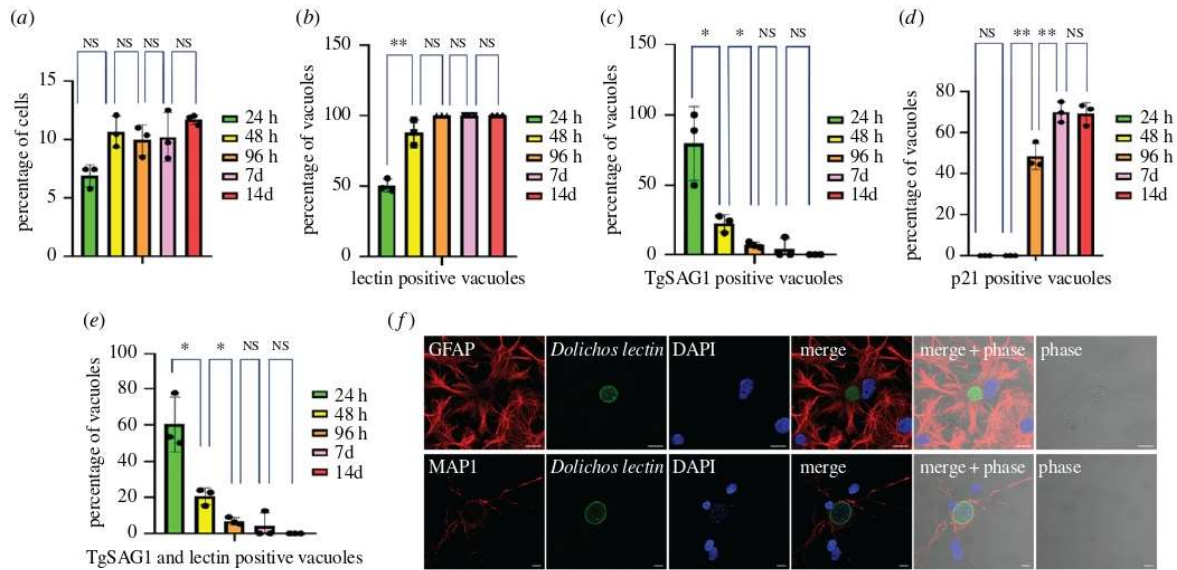 (a)
NS NS NS NS
15
10
5
0
percentage of cells
24 h
48 h
96 h
7d
14d
(b)
** NS NS NS
150
100
50
0
percentage of vacuoles
lectin positive vacuoles
24 h
48 h
96 h
7d
14d
(c)
* * NS NS
150
100
50
0
percentage of vacuoles
TgSAG1 positive vacuoles
24 h
48 h
96 h
7d
14d
(d)
NS ** ** NS
80
60
40
20
0
percentage of vacuoles
p21 positive vacuoles
24 h
48 h
96 h
7d
14d
(e)
* * NS NS
100
80
60
40
20
0
percentage of vacuoles
TgSAG1 and lectin positive vacuoles
24 h
48 h
96 h
7d
14d
(f)
GFAP Dolichos lectin DAPI merge merge + phase phase
MAP1 Dolichos lectin DAPI merge merge + phase phase